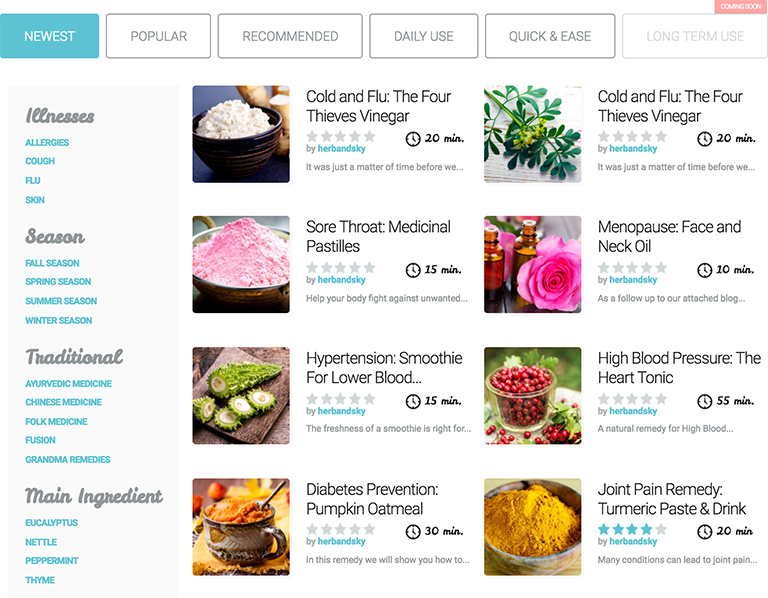 COMING SOON
NEWEST
POPULAR
RECOMMENDED
DAILY USE
QUICK & EASE
LONG TERM USE
Illnesses
ALLERGIES
COUGH
FLU
SKIN
Season
FALL SEASON
SPRING SEASON
SUMMER SEASON
WINTER SEASON
Traditional
AYURVEDIC MEDICINE
CHINESE MEDICINE
FOLK MEDICINE
FUSION
GRANDMA REMEDIES
Main Ingredient
EUCALYPTUS
NETTLE
PEPPERMINT
THYME
Cold and Flu: The Four
Thieves Vinegar
20 min.
by herbandsky
It was just a matter of time before we...
Cold and Flu: The Four
Thieves Vinegar
20 min.
by herbandsky
It was just a matter of time before we...
Sore Throat: Medicinal
Pastilles
15 min.
by herbandsky
Help your body fight against unwanted...
Menopause: Face and
Neck Oil
10 min.
by herbandsky
As a follow up to our attached blog...
Hypertension: Smoothie
For Lower Blood...
15 min.
by herbandsky
The freshness of a smoothie is right for...
High Blood Pressure: The
Heart Tonic
55 min.
by herbandsky
A natural remedy for High Blood...
Diabetes Prevention:
Pumpkin Oatmeal
30 min.
by herbandsky
In this remedy we will show you how to...
Joint Pain Remedy:
Turmeric Paste & Drink
20 min
by herbandsky
Many conditions can lead to joint pain...